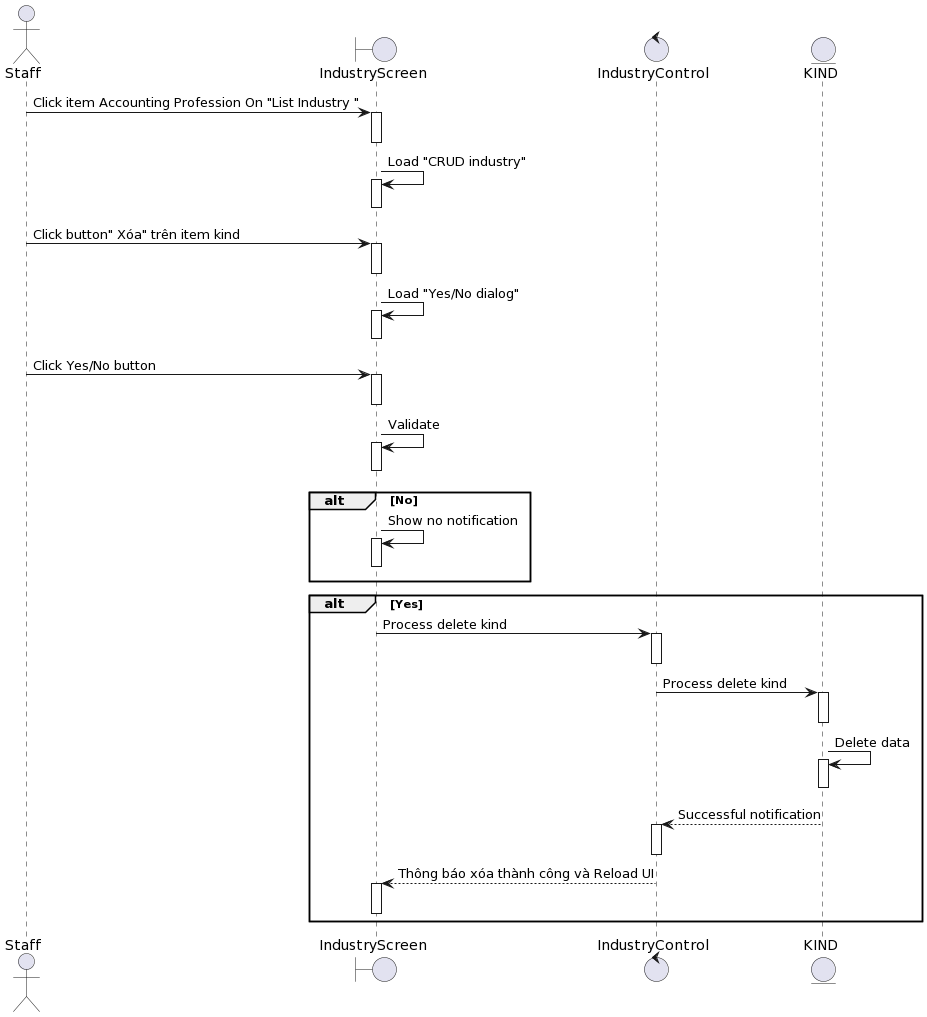 Staff
IndustryScreen
IndustryControl
KIND
Click item Accounting Profession On "List Industry "
Load "CRUD industry"
Click button" Xóa" trên item kind
Load "Yes/No dialog"
Click Yes/No button
Validate
alt [No]
Show no notification
alt [Yes]
Process delete kind
Process delete kind
Delete data
Successful notification
Thông báo xóa thành công và Reload UI
Staff
IndustryScreen
IndustryControl
KIND